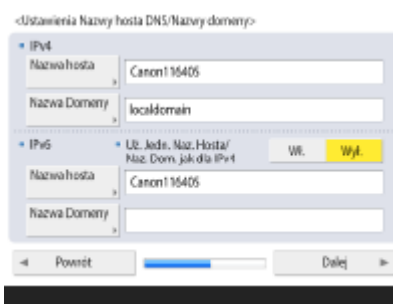 <Ustawienia Nazwy hosta DNS/Nazwy domeny>
IPv4
Nazwa hosta Canon116405
Nazwa Domeny localdomain
IPv6 Uż. Jedn. Naz. Hosta/ Naz. Dom. jak dla IPv4 Wł. Wył.
Nazwa hosta Canon116405
Nazwa Domeny
Powrót Dalej